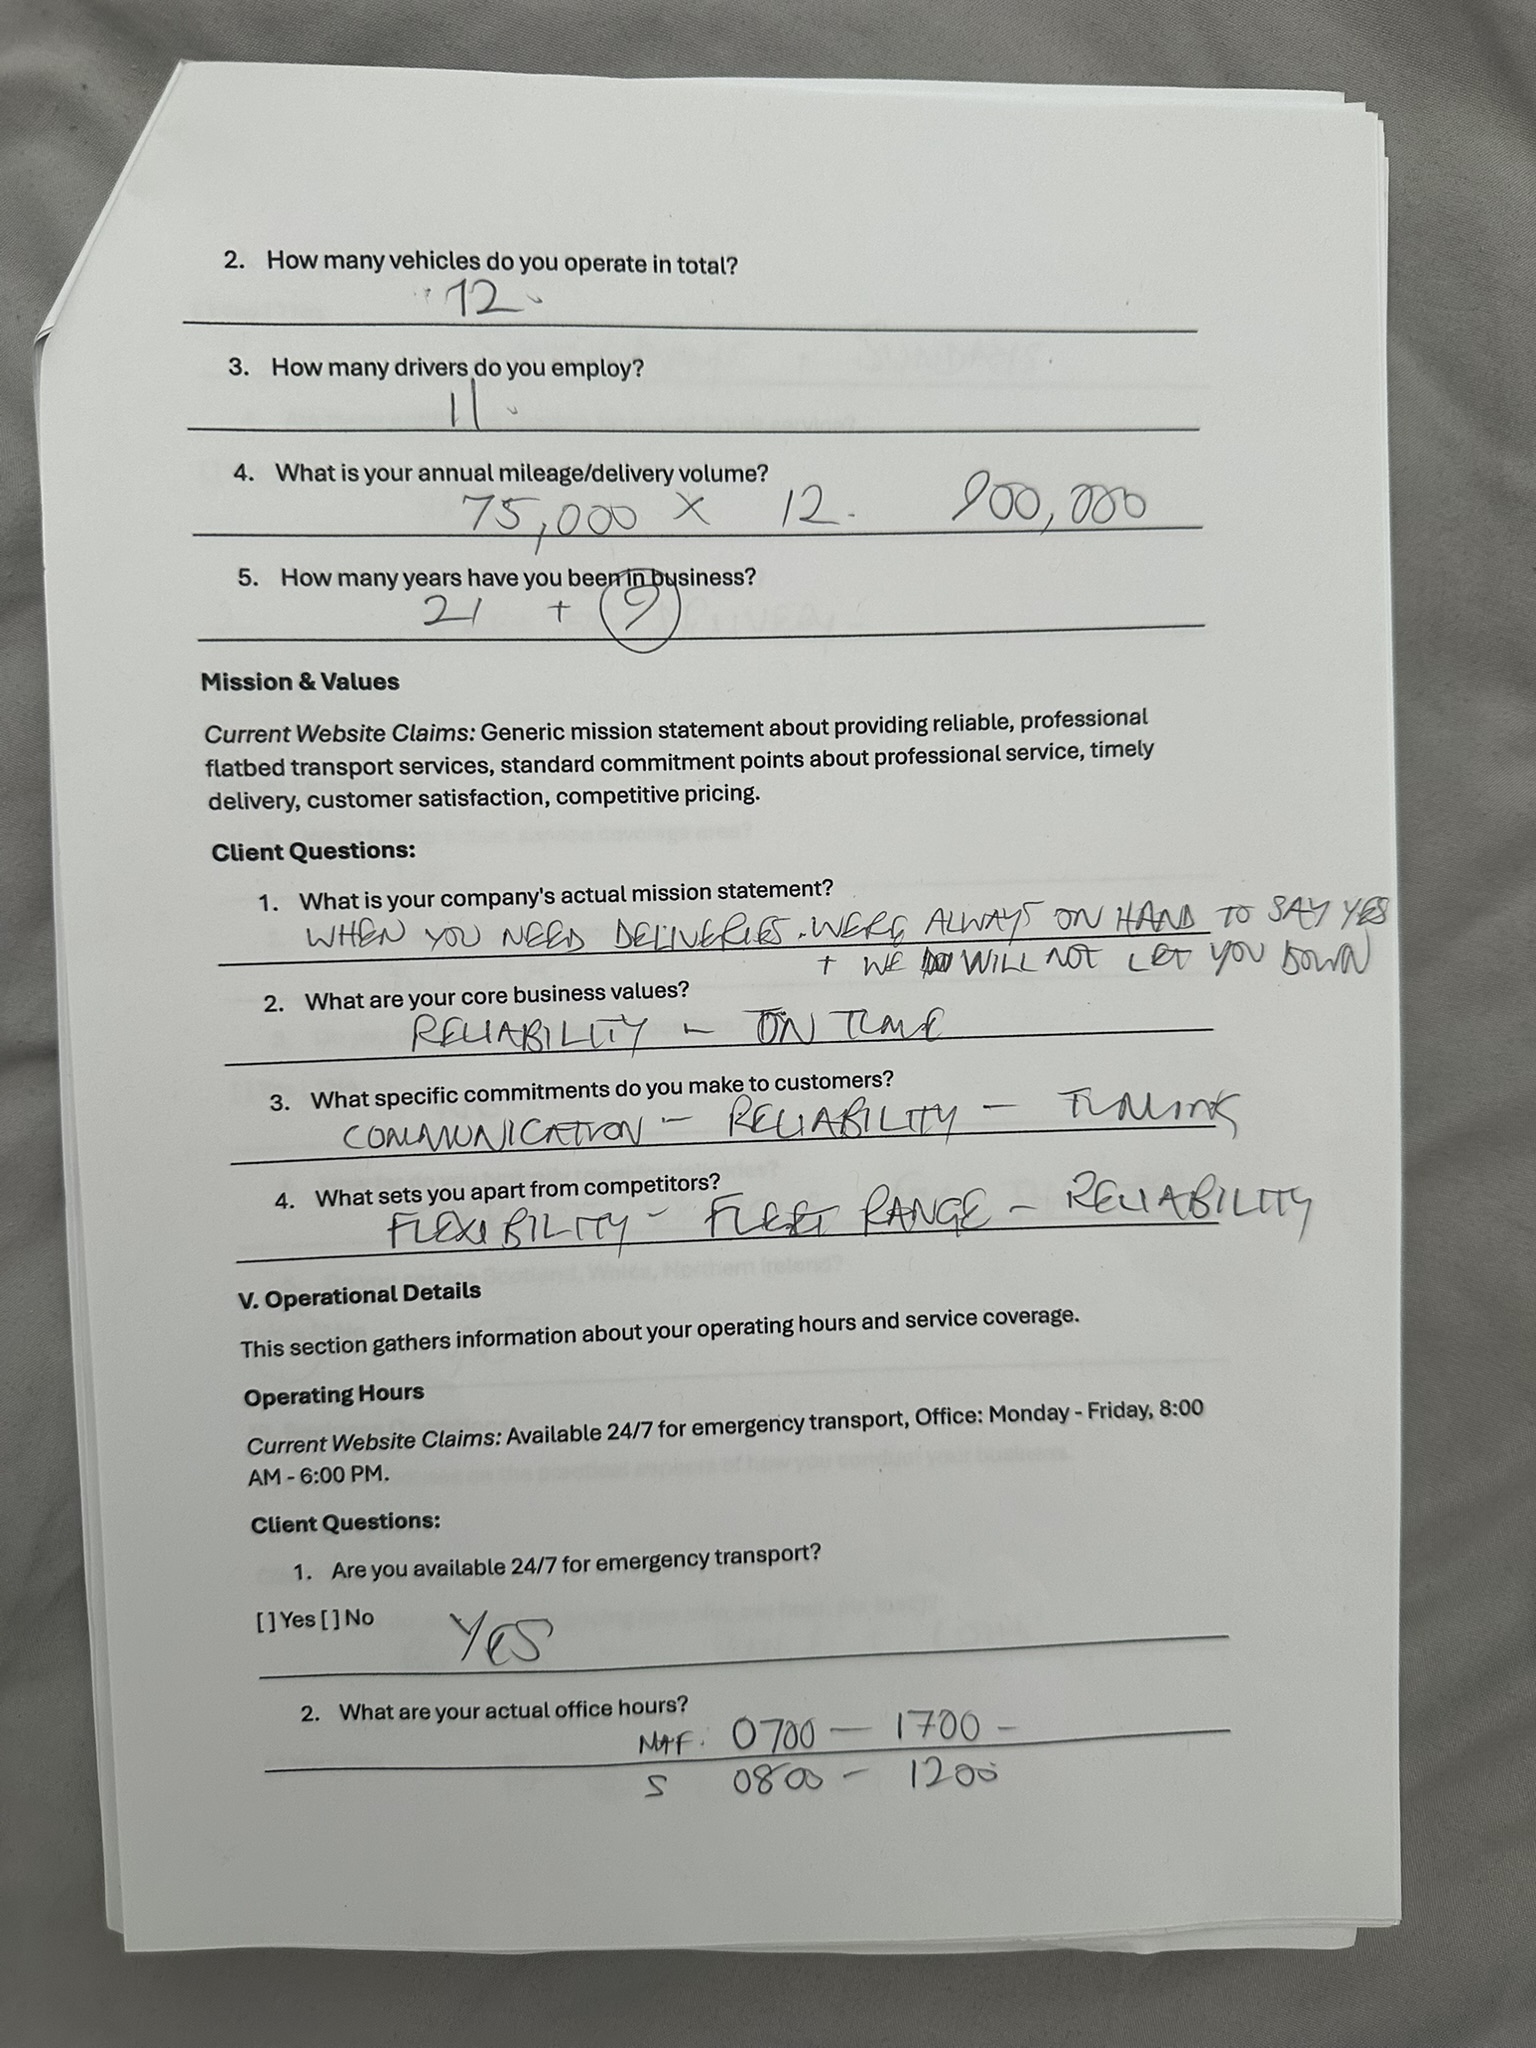 2. How many vehicles do you operate in total?
12.
3. How many drivers do you employ?
11.
4. What is your annual mileage/delivery volume?
75,000 x 12. 900,000
5. How many years have you been in business?
21 + 9
Mission & Values
Current Website Claims: Generic mission statement about providing reliable, professional
flatbed transport services, standard commitment points about professional service, timely
delivery, customer satisfaction, competitive pricing.
Client Questions:
1. What is your company's actual mission statement?
WHEN YOU NEED DELIVERIES. WERE ALWAYS ON HAND TO SAY YES
+ WE WILL NOT LET YOU DOWN
2. What are your core business values?
RELIABILITY - ON TIME
3. What specific commitments do you make to customers?
COMMUNICATION - RELIABILITY - TIMING
4. What sets you apart from competitors?
FLEXIBILITY - FLEET RANGE - RELIABILITY
V. Operational Details
This section gathers information about your operating hours and service coverage.
Operating Hours
Current Website Claims: Available 24/7 for emergency transport, Office: Monday - Friday, 8:00
AM - 6:00 PM.
Client Questions:
1. Are you available 24/7 for emergency transport?
[ ] Yes [ ] No YES
2. What are your actual office hours?
0700 - 1700 -
S 0800 - 1200